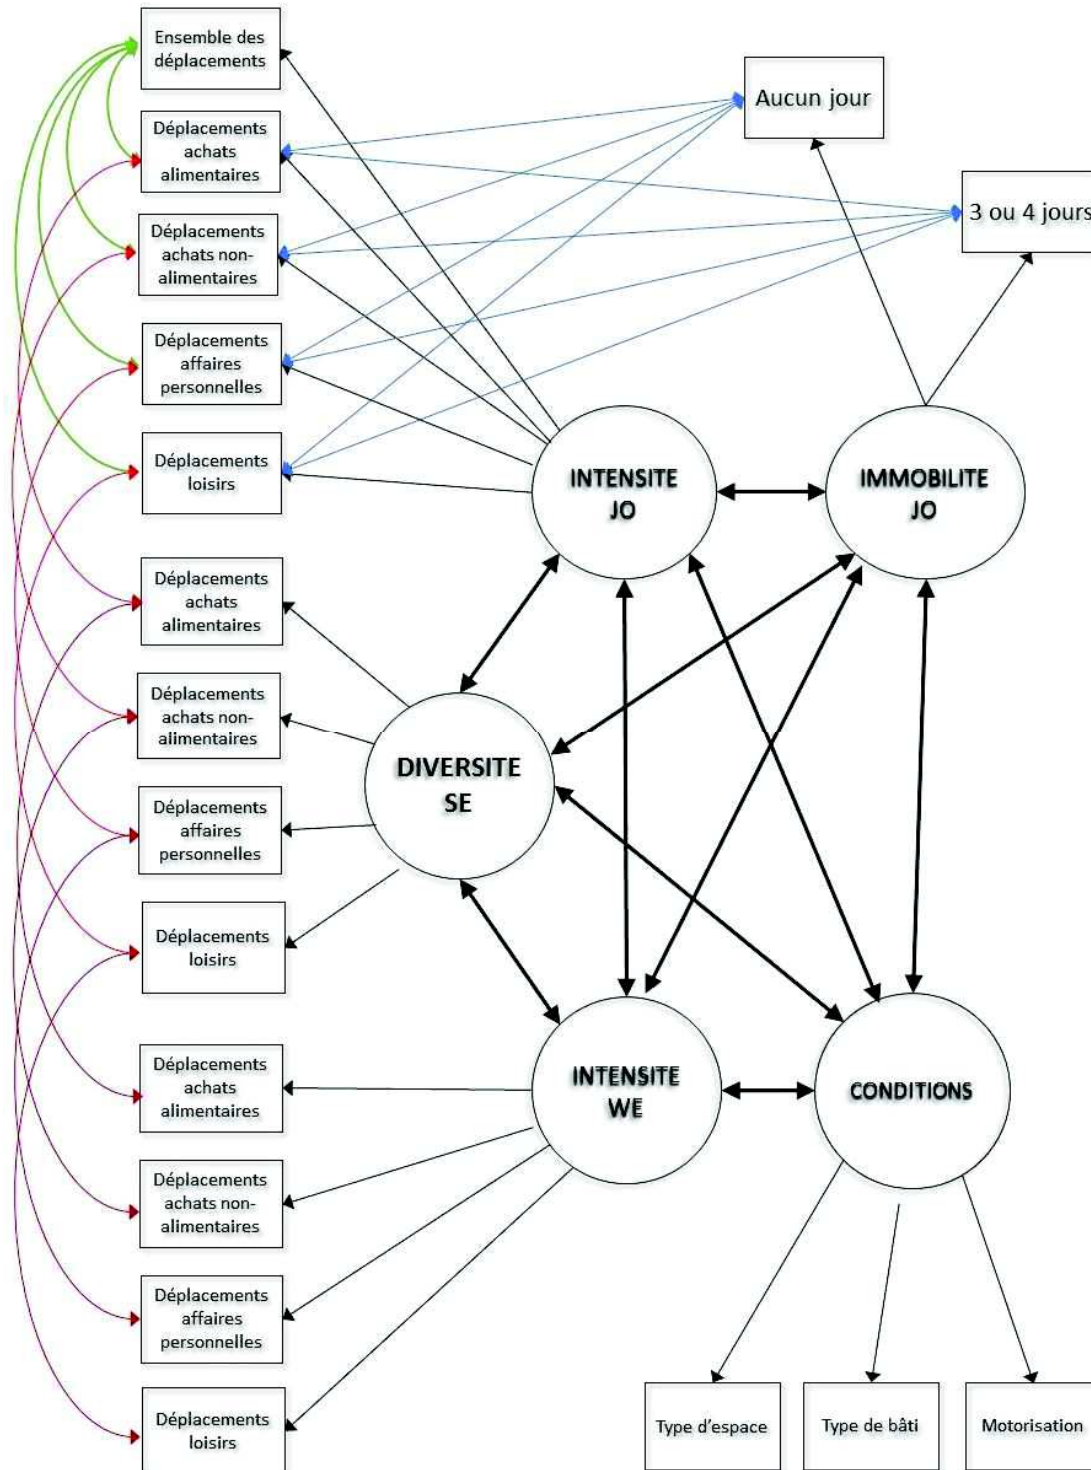 Ensemble des
déplacements
Déplacements
achats
alimentaires
Déplacements
achats non-
alimentaires
Déplacements
affaires
personnelles
Déplacements
loisirs
Aucun jour
3 ou 4 jours
INTENSITE
JO
IMMOBILITE
JO
Déplacements
achats
alimentaires
Déplacements
achats non-
alimentaires
Déplacements
affaires
personnelles
Déplacements
loisirs
DIVERSITE
SE
Déplacements
achats
alimentaires
Déplacements
achats non-
alimentaires
Déplacements
affaires
personnelles
Déplacements
loisirs
INTENSITE
WE
CONDITIONS
Type d'espace
Type de bâti
Motorisation